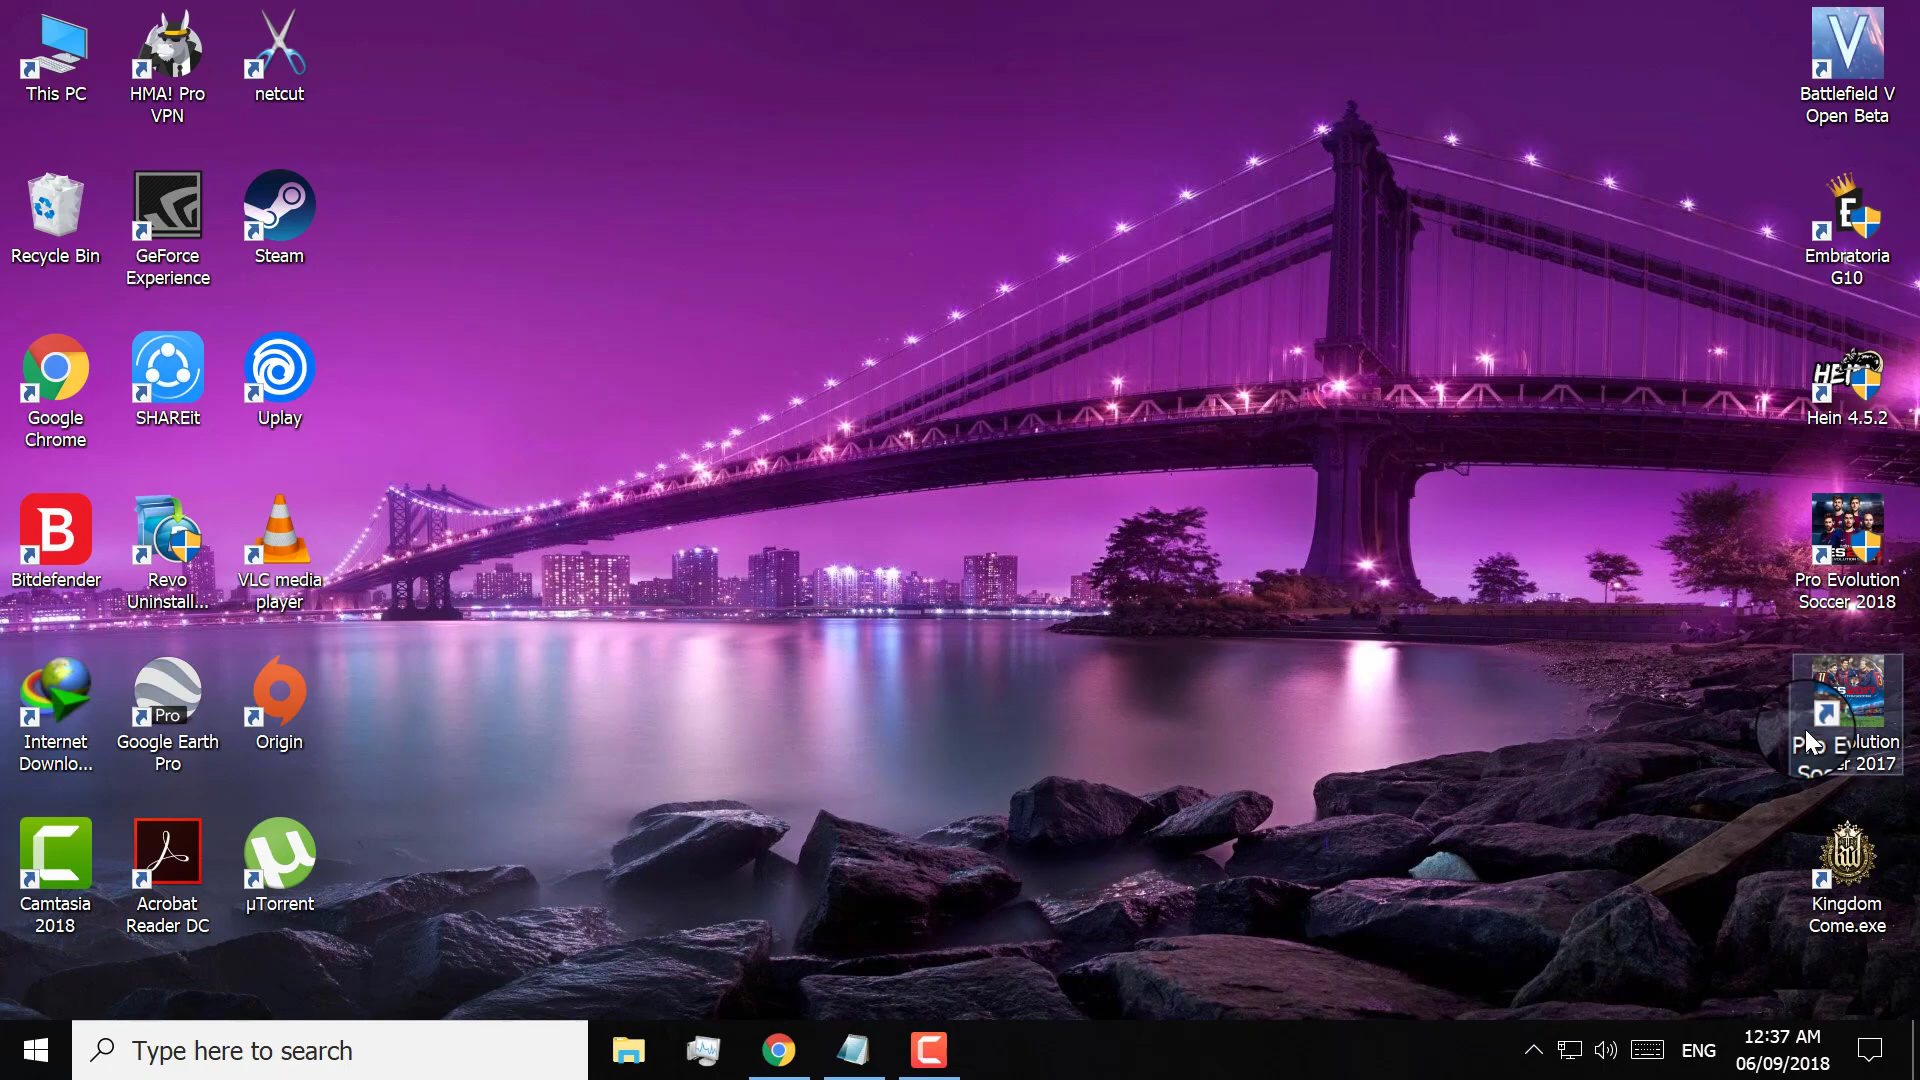 This PC
HMA! Pro
VPN
netcut
Battlefield V
Open Beta
Recycle Bin
GeForce
Experience
Steam
E
Embratoria
G10
Google
Chrome
SHAREit
Uplay
Hein 4.5.2
B
Bitdefender
Revo
Uninstall...
VLC media
player
Pro Evolution
Soccer 2018
Internet
Downlo...
Pro
Google Earth
Pro
Origin
2017
Camtasia
2018
Acrobat
Reader DC
µTorrent
Kingdom
Come.exe
Type here to search
ENG
12:37 AM
06/09/2018